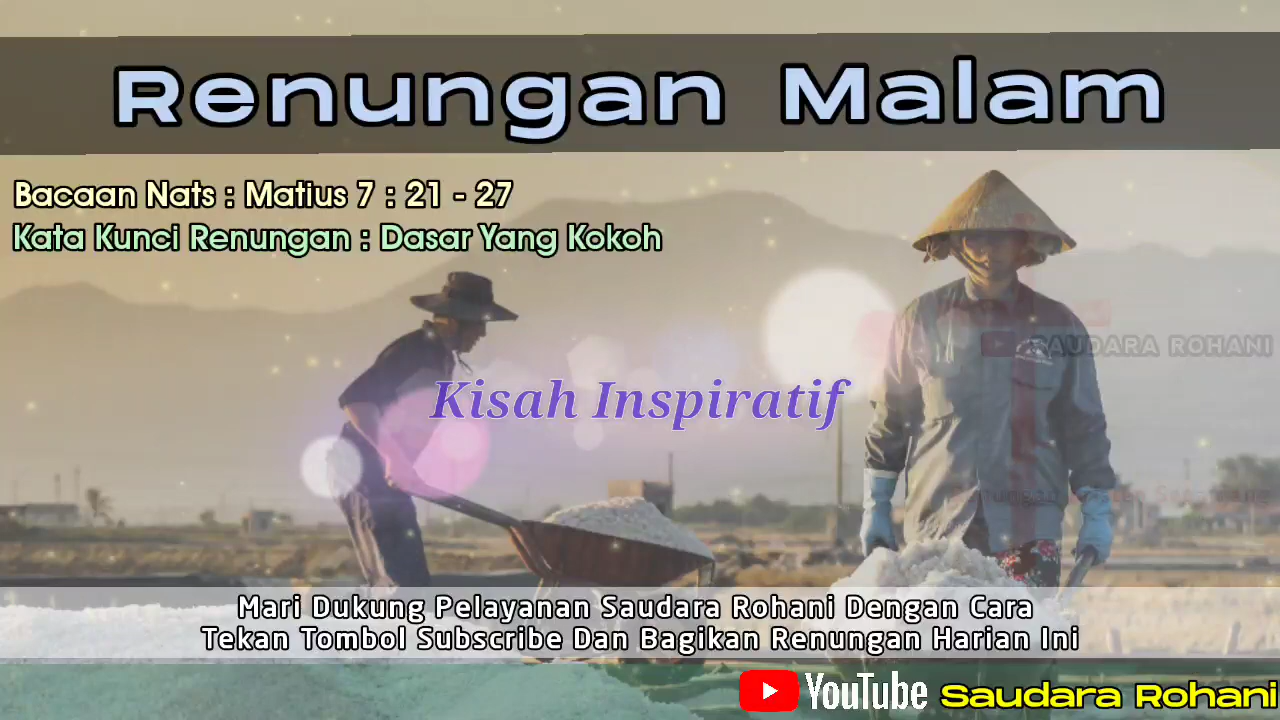 Renungan Malam
Bacaan Nats : Matius 7 : 21 - 27
Kata Kunci Renungan : Dasar Yang Kokoh
SAUDARA ROHANI
Kisah Inspiratif
Mari Dukung Pelayanan Saudara Rohani Dengan Cara
Tekan Tombol Subscribe Dan Bagikan Renungan Harian Ini
YouTube Saudara Rohani